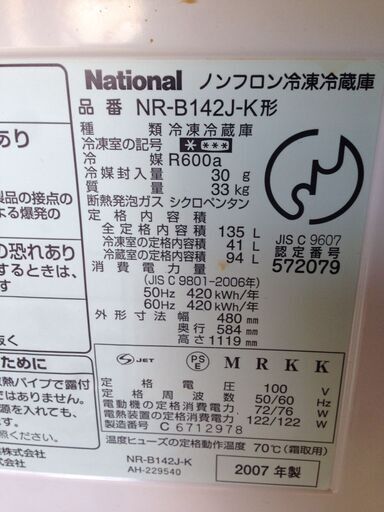 National ノンフロン冷凍冷蔵庫
品番 NR-B142J-K形
種類 冷凍冷蔵庫
冷凍室の記号 ****
冷媒 R600a
冷媒封入量 30 g
質量 33 kg
断熱発泡ガス シクロペンタン
定格内容積
全定格内容積 135 L
冷凍室の定格内容積 41 L
冷蔵室の定格内容積 94 L
JIS C 9607
認定番号
572079
消費電力量 (JIS C 9801-2006年)
50Hz 420 kWh/年
60Hz 420 kWh/年
外形寸法 幅 480 mm
奥行 584 mm
高さ 1119 mm
S JET PSE MRKK
定格電圧 100 V
定格周波数 50/60 Hz
電動機の定格消費電力 72/76 W
電熱装置の定格消費電力 122/122 W
製造番号 C 6712978
温度ヒューズの定格動作温度 70℃(霜取用)
NR-B142J-K
AH-229540
2007 年製
あり
製品の接点の
よる爆発の
の恐れあり
するときは、
ために
放熱パイプで露付
源を入れても
照ください
株式会社